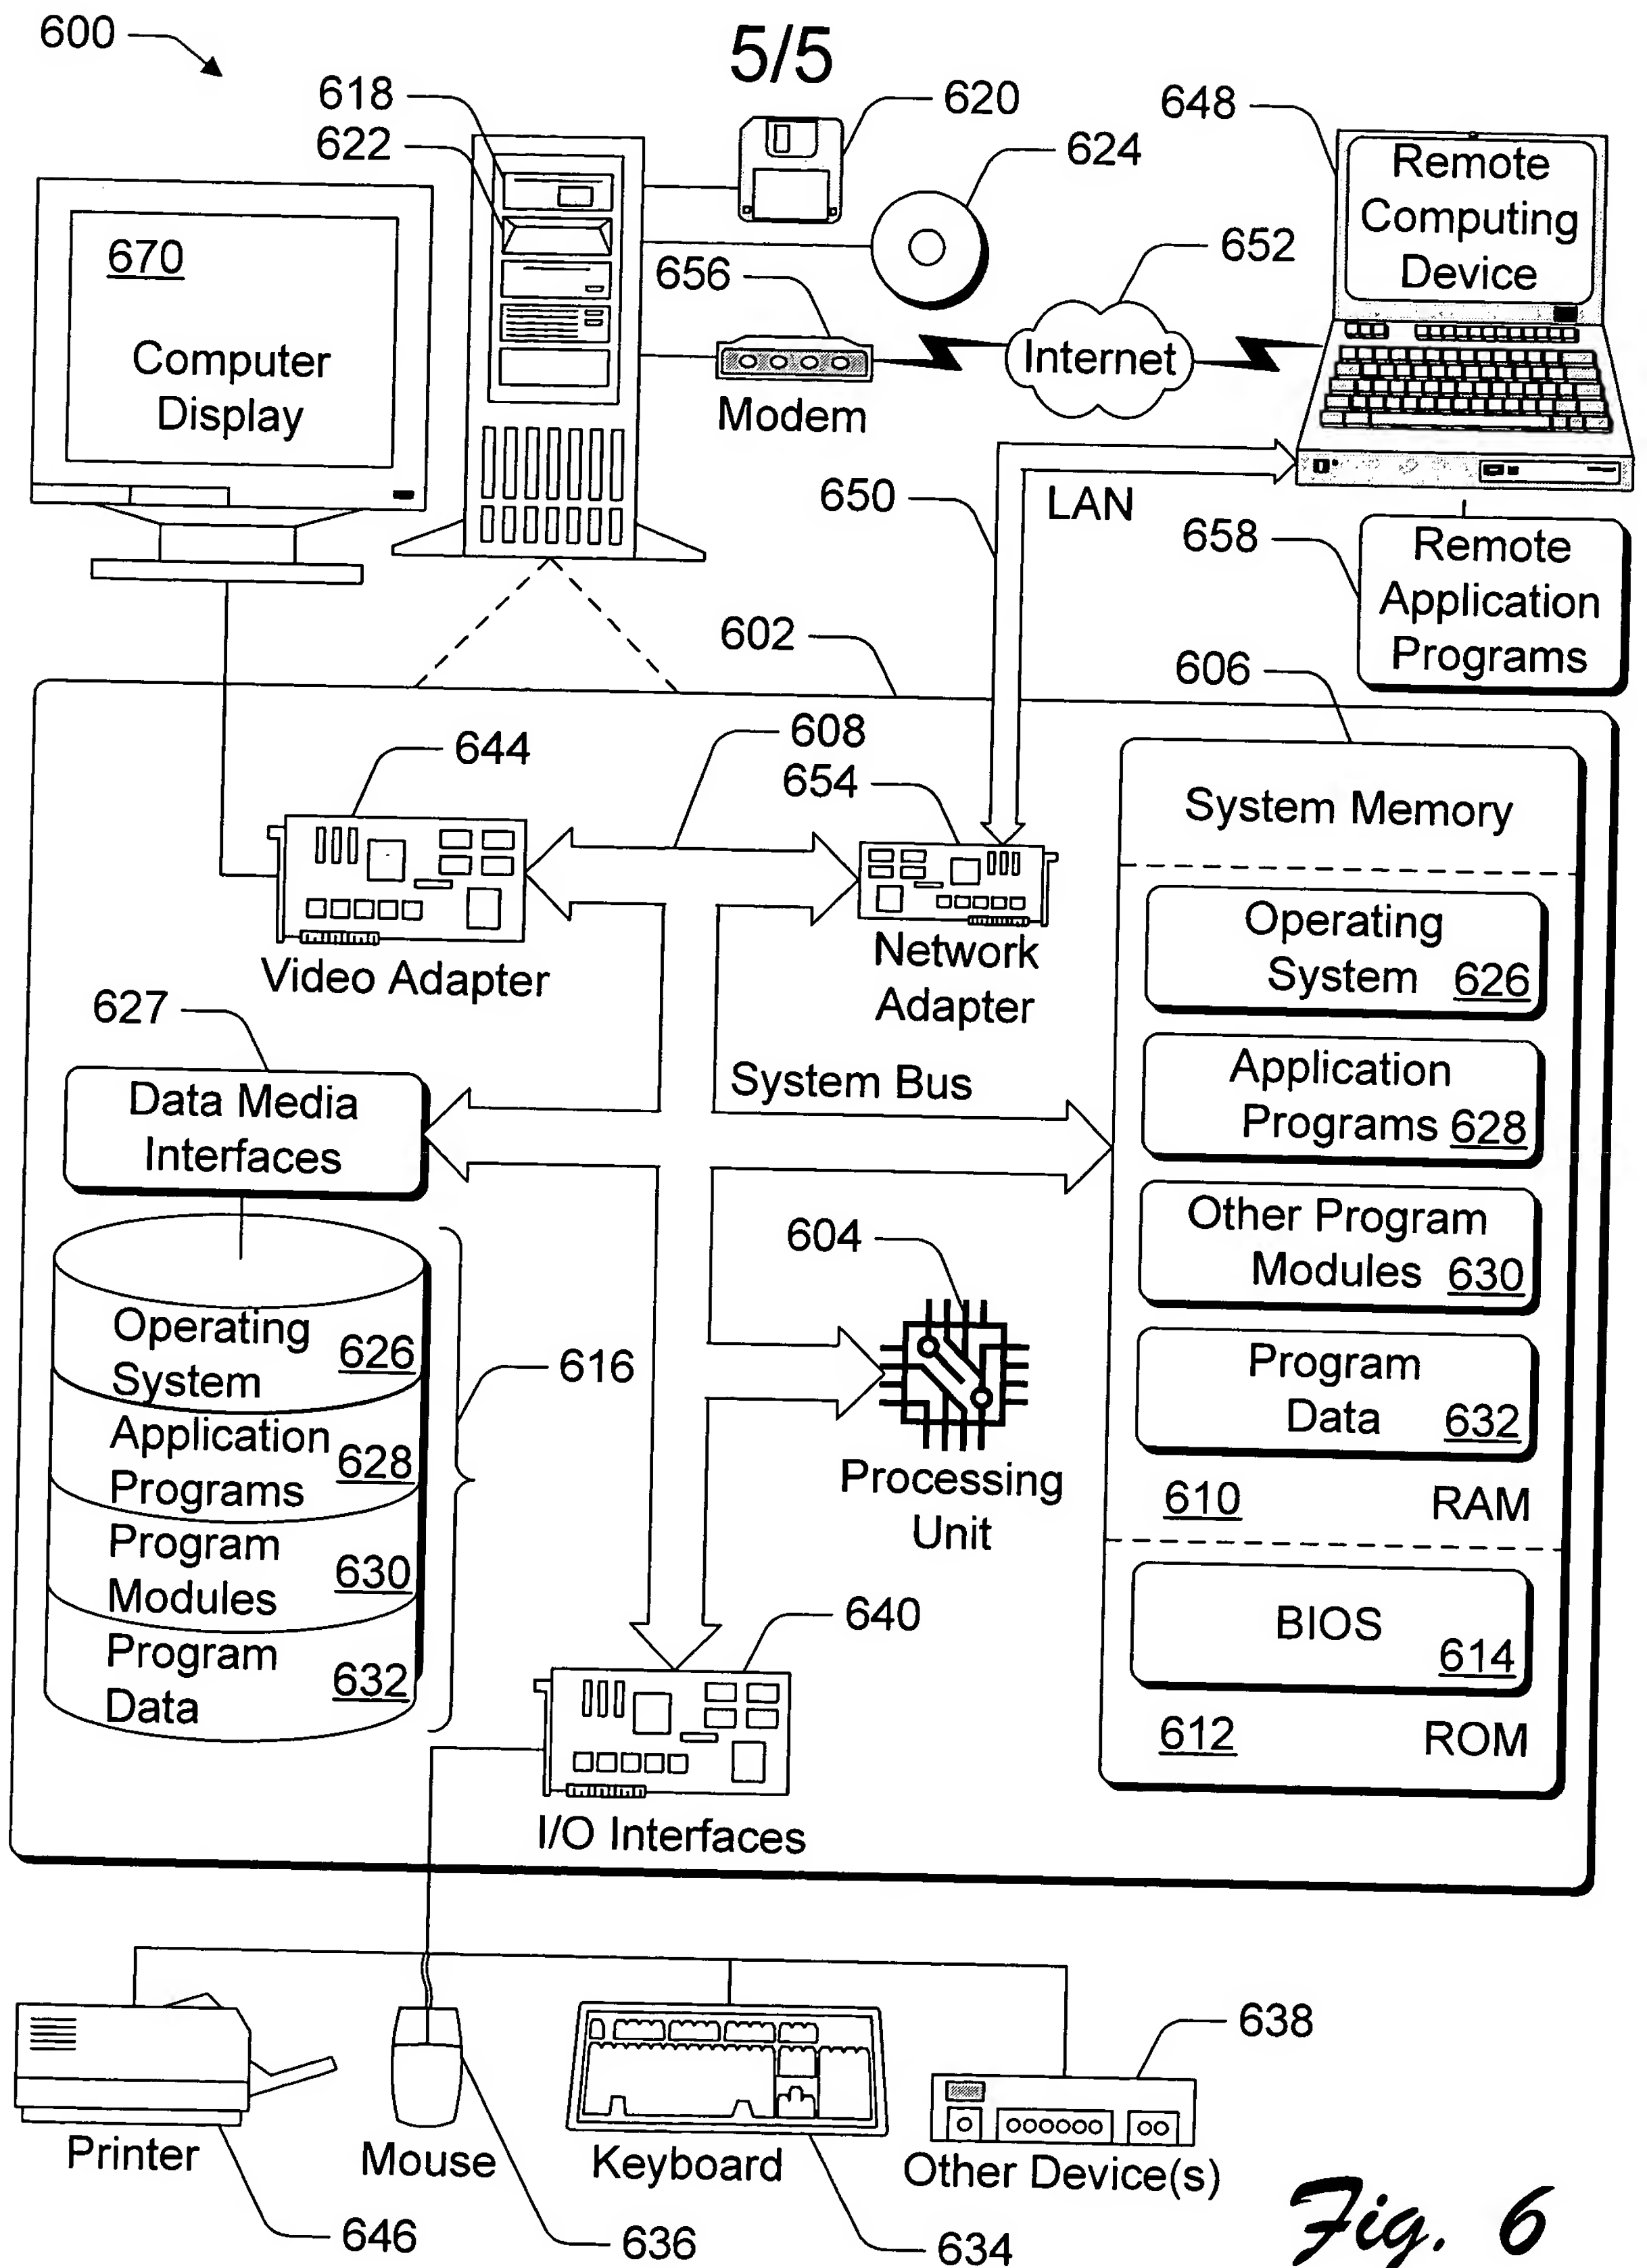 600
5/5
618
620
648
622
624
Remote
Computing
Device
670
652
656
Computer
Display
Internet
Modem
650
LAN
658
Remote
Application
Programs
602
606
608
644
654
System Memory
Operating
System 626
Video Adapter
Network
Adapter
627
System Bus
Application
Programs 628
Data Media
Interfaces
604
Other Program
Modules 630
Operating
System 626
616
Program
Data 632
Application
Programs 628
Processing
Unit
610 RAM
Program
Modules 630
640
BIOS
614
Program
Data 632
612 ROM
I/O Interfaces
638
Printer
Mouse
Keyboard
Other Device(s)
646
636
634
Fig. 6